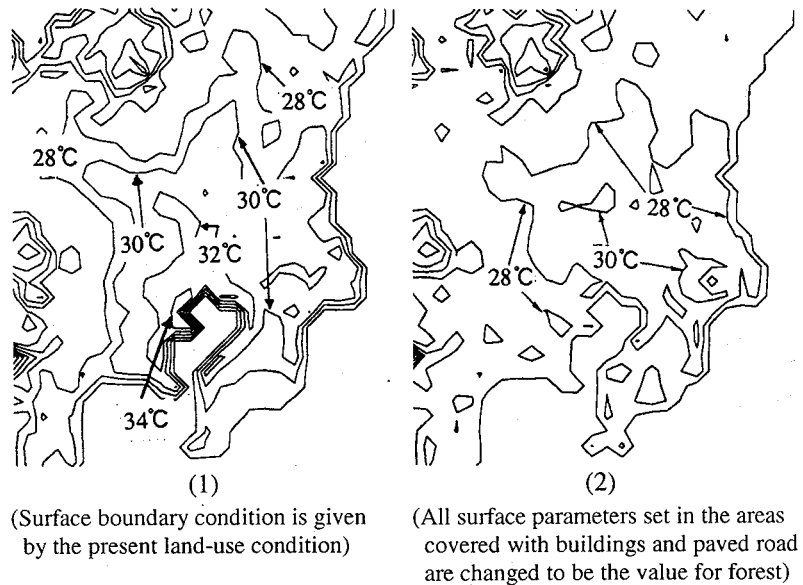 28℃
28℃
30℃
30℃
32℃
34℃
(1)
(Surface boundary condition is given
by the present land-use condition)
28℃
30℃
28℃
(2)
(All surface parameters set in the areas
covered with buildings and paved road
are changed to be the value for forest)